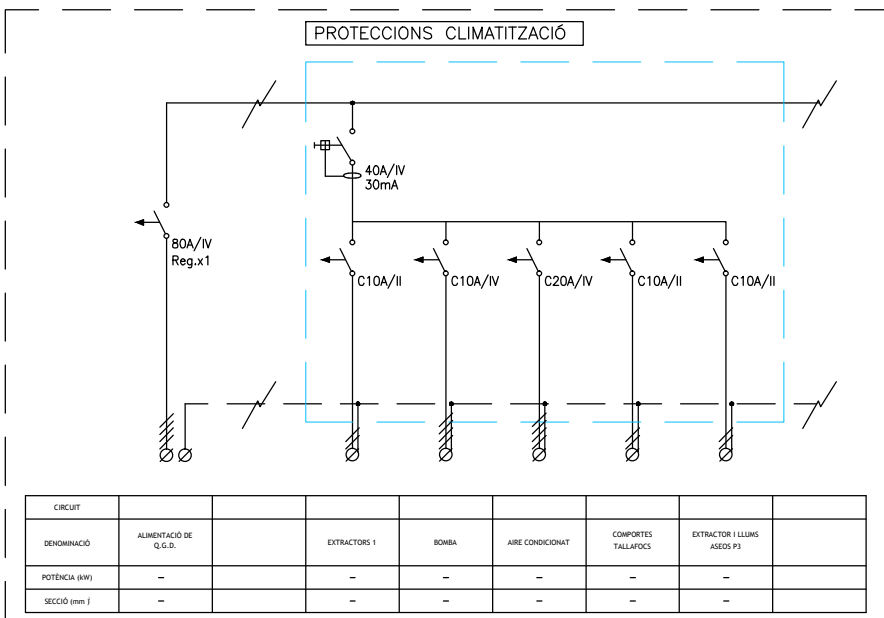 PROTECCIONS CLIMATITZACIÓ
40A/IV
30mA
80A/IV
Reg.x1
C10A/II
C10A/IV
C20A/IV
C10A/II
C10A/II
CIRCUIT
DENOMINACIÓ
ALIMENTACIÓ DE
Q.G.D.
EXTRACTORS 1
BOMBA
AIRE CONDICIONAT
COMPORTES
TALLAFOCS
EXTRACTOR I LLUMS
ASEOS P3
POTÈNCIA (kW)
– – – – – –
SECCIÓ (mm )
– – – – – –